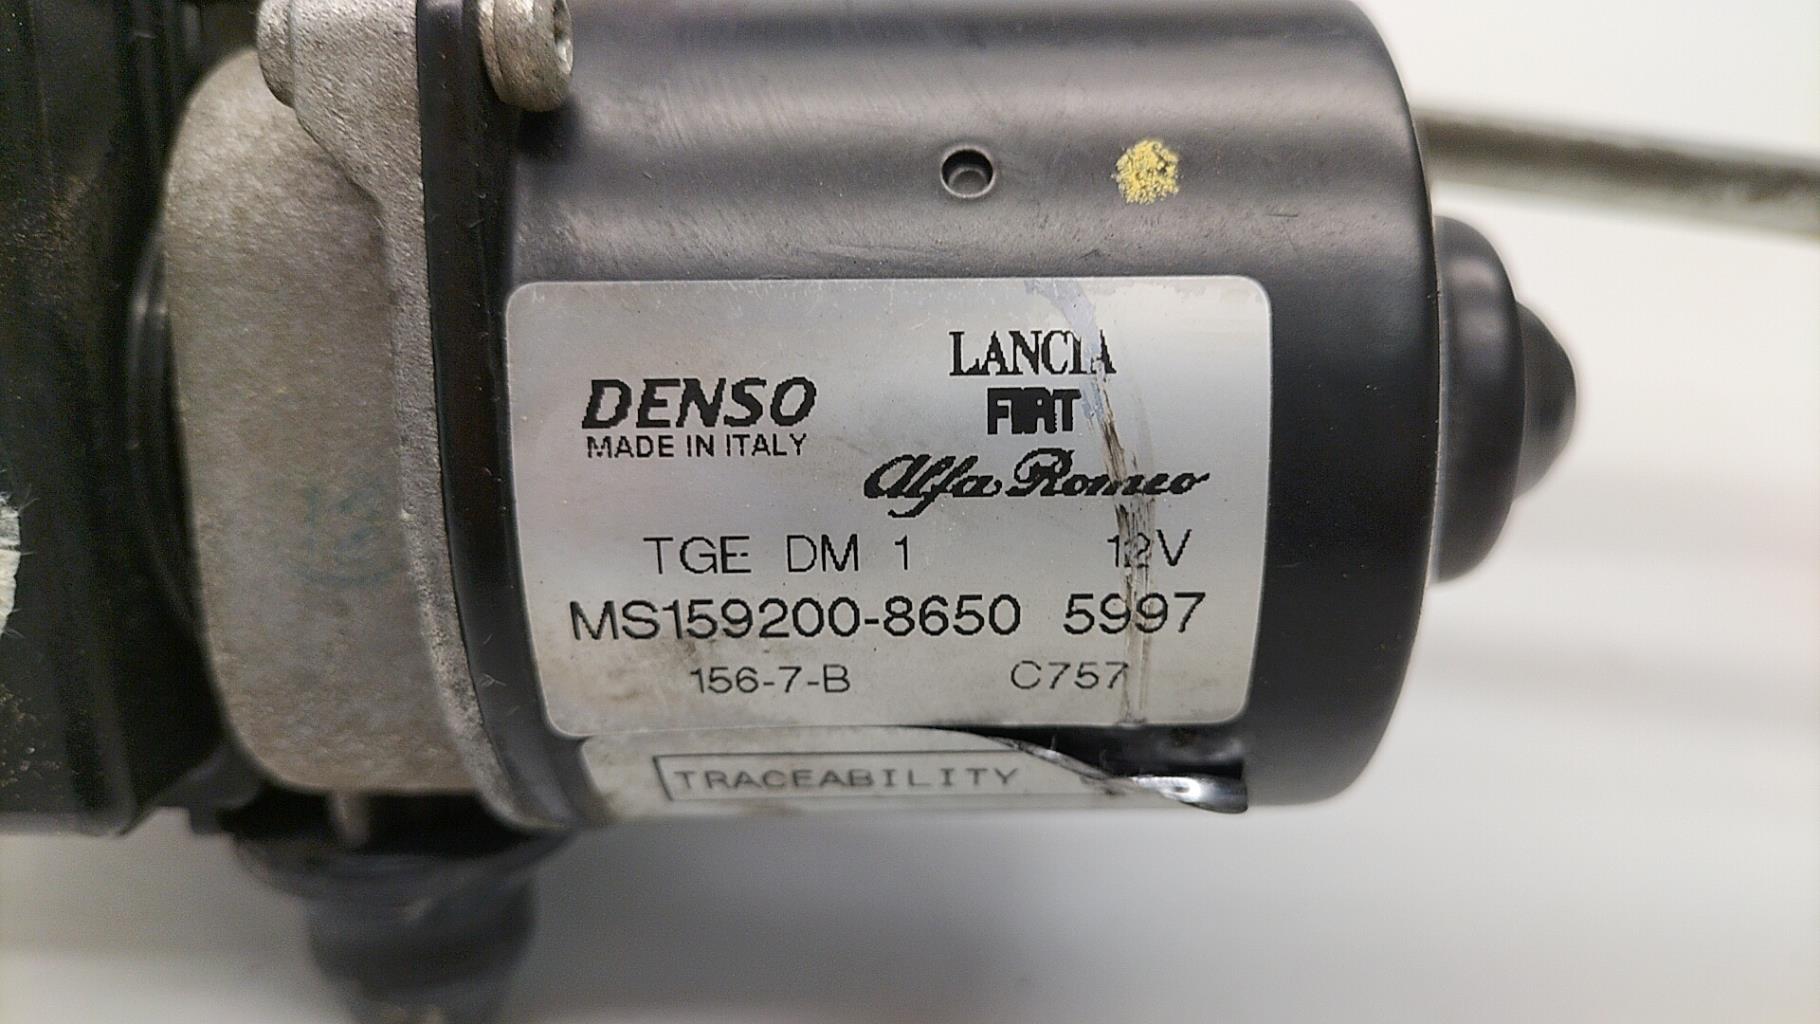 DENSO
MADE IN ITALY
LANCIA
FIAT
Alfa Romeo
TGE DM 1 12V
MS159200-8650 5997
156-7-B C757
TRACEABILITY